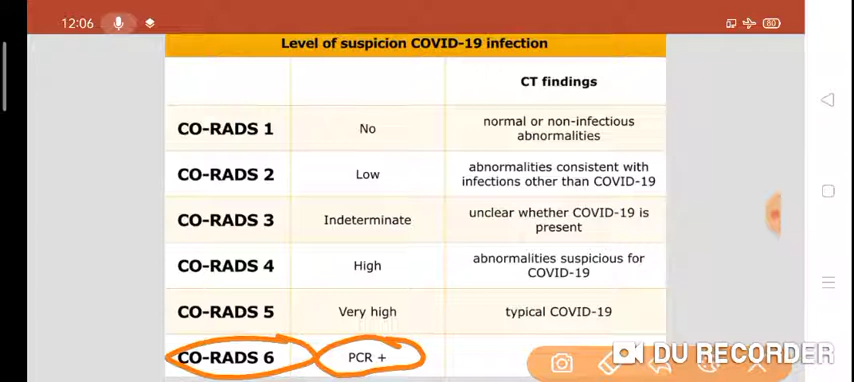 12:06
80
Level of suspicion COVID-19 infection
CT findings
CO-RADS 1
No
normal or non-infectious
abnormalities
CO-RADS 2
Low
abnormalities consistent with
infections other than COVID-19
CO-RADS 3
Indeterminate
unclear whether COVID-19 is
present
CO-RADS 4
High
abnormalities suspicious for
COVID-19
CO-RADS 5
Very high
typical COVID-19
CO-RADS 6
PCR +
DU RECORDER